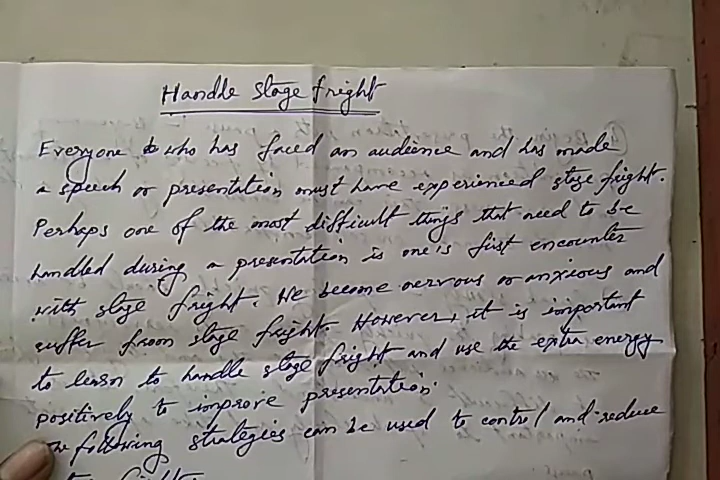 Handle stage fright
Everyone who has faced an audience and has made
a speech or presentation must have experienced stage fright.
Perhaps one of the most difficult things that need to be
handled during a presentation is one's first encounter
with stage fright. We become nervous or anxious and
suffer from stage fright. However, it is important
to learn to handle stage fright and use the extra energy
positively to improve presentation.
following strategies can be used to control and reduce